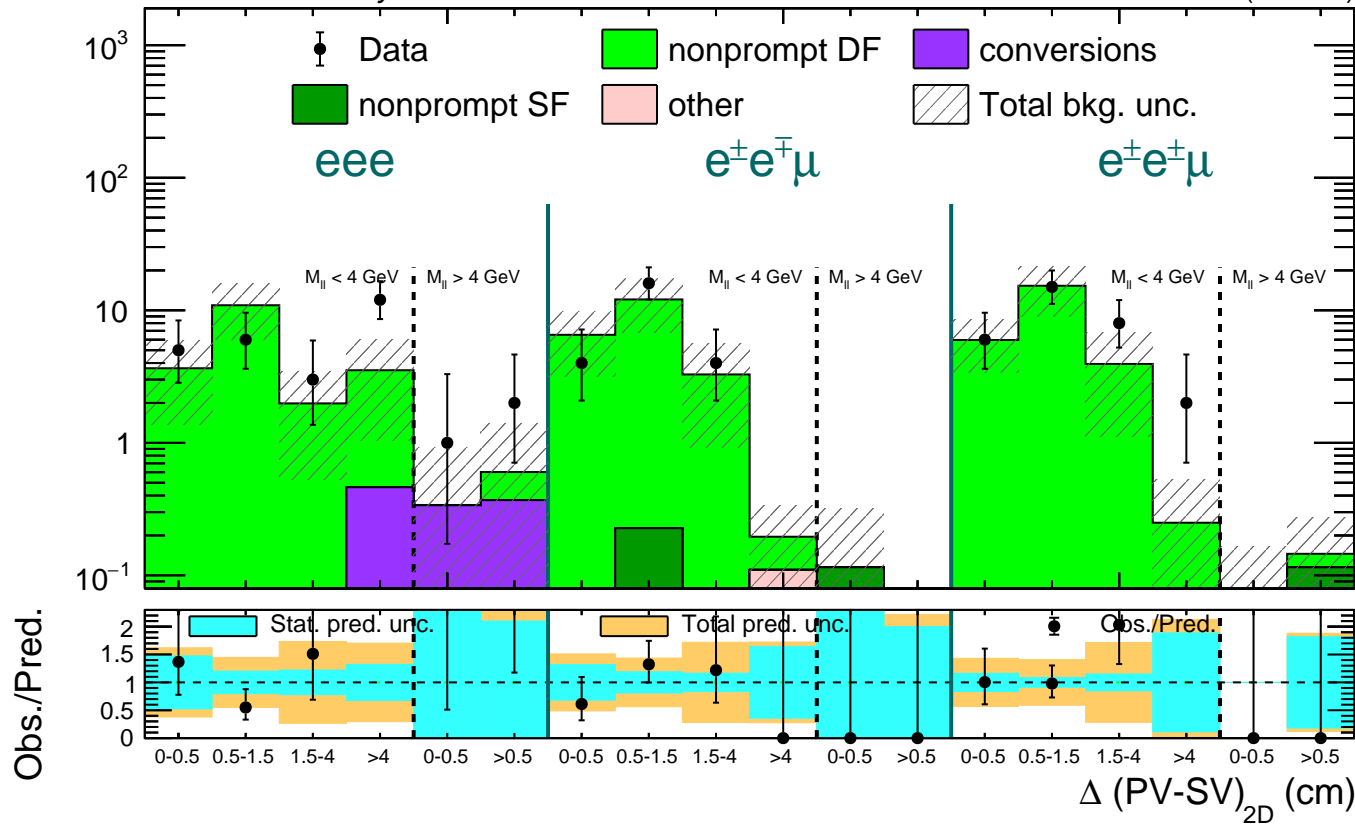 10³
Data
nonprompt DF
conversions
nonprompt SF
other
Total bkg. unc.
eee
e±e∓μ
e±e±μ
10²
M_ll < 4 GeV
M_ll > 4 GeV
M_ll < 4 GeV
M_ll > 4 GeV
M_ll < 4 GeV
M_ll > 4 GeV
10
1
10⁻¹
Obs./Pred.
Stat. pred. unc.
Total pred. unc.
Obs./Pred.
2
1.5
1
0.5
0
0-0.5 0.5-1.5 1.5-4 >4 0-0.5 >0.5 0-0.5 0.5-1.5 1.5-4 >4 0-0.5 >0.5 0-0.5 0.5-1.5 1.5-4 >4 0-0.5 >0.5
Δ (PV-SV)_2D (cm)